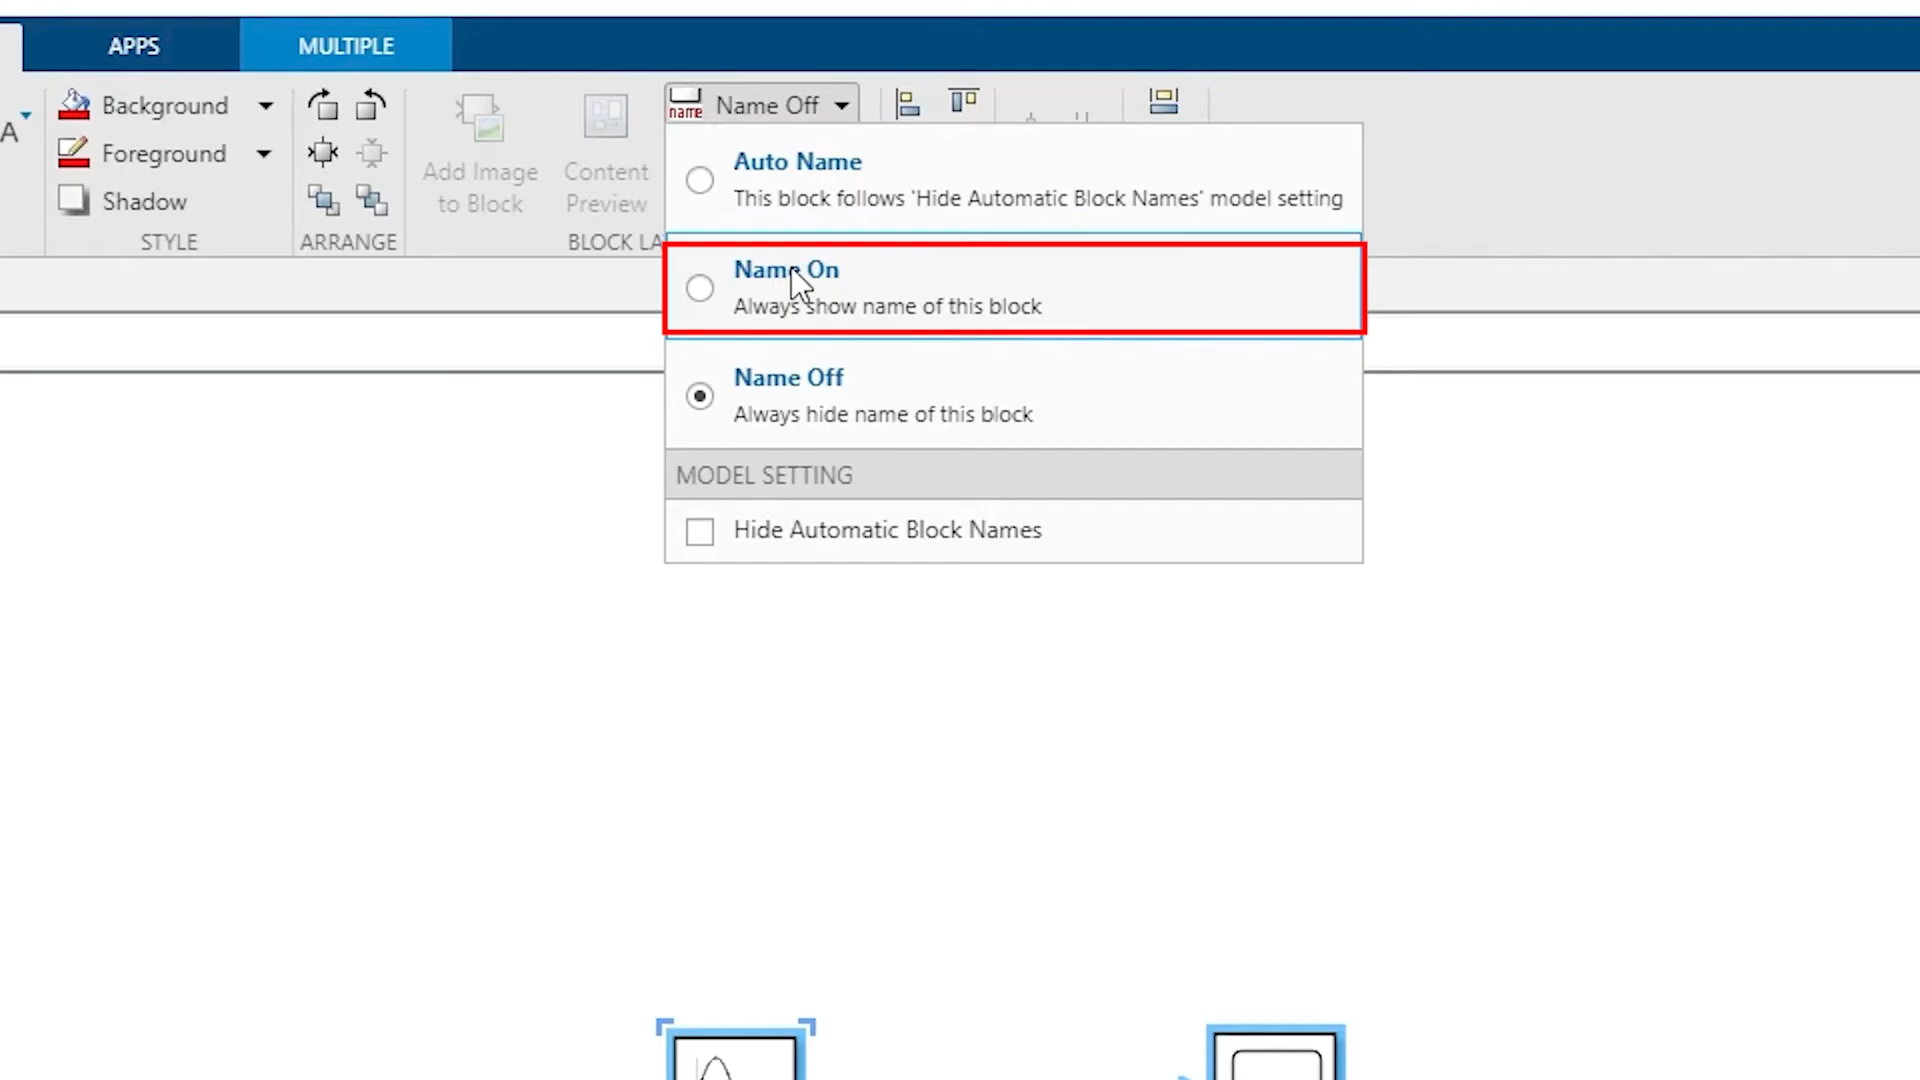 APPS
MULTIPLE
A
Background
Foreground
Shadow
STYLE
ARRANGE
Add Image
to Block
Content
Preview
BLOCK LA
name
Name Off
Auto Name
This block follows 'Hide Automatic Block Names' model setting
Name On
Always show name of this block
Name Off
Always hide name of this block
MODEL SETTING
Hide Automatic Block Names